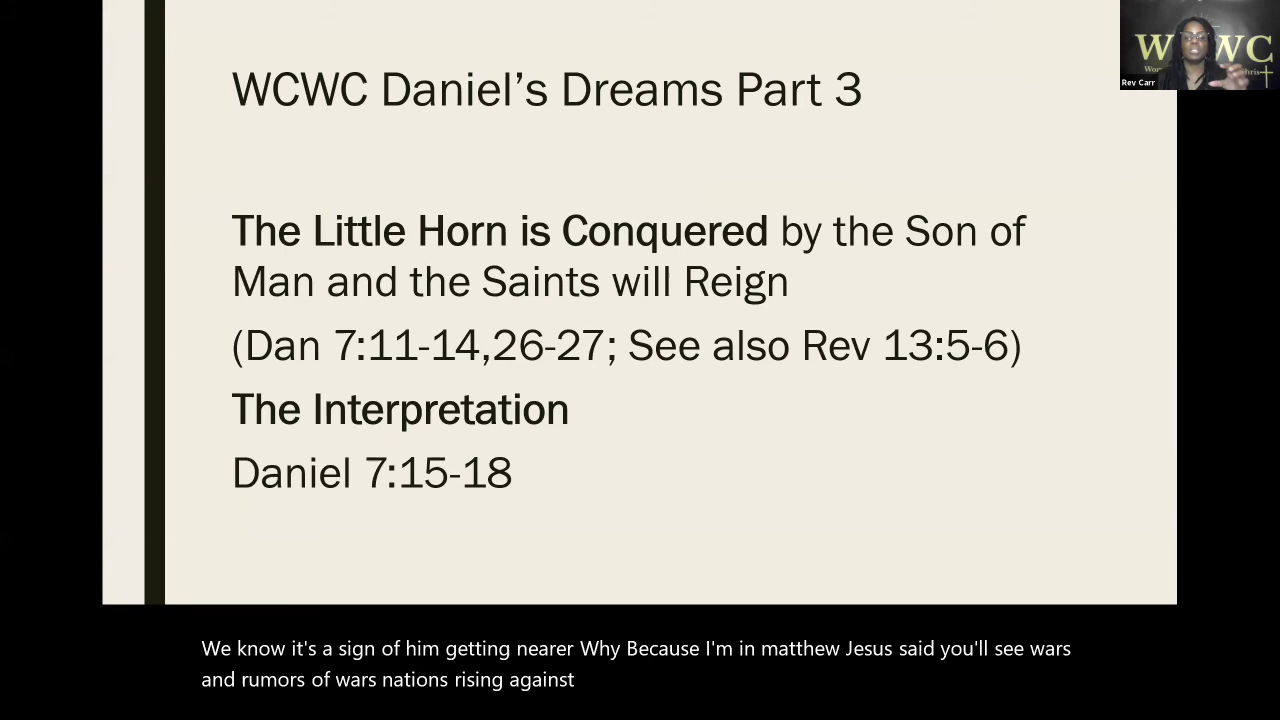 WCWC Daniel’s Dreams Part 3
The Little Horn is Conquered by the Son of
Man and the Saints will Reign
(Dan 7:11-14,26-27; See also Rev 13:5-6)
The Interpretation
Daniel 7:15-18
Rev Carr
We know it's a sign of him getting nearer Why Because I'm in matthew Jesus said you'll see wars
and rumors of wars nations rising against